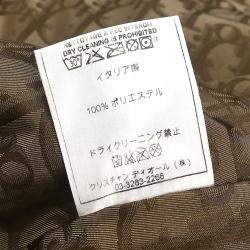 DRY CLEANING IS PROHIBITED
イタリア製
100% ポリエステル
ドライクリーニング禁止
クリスチャン ディオール (株)
03-3263-2266